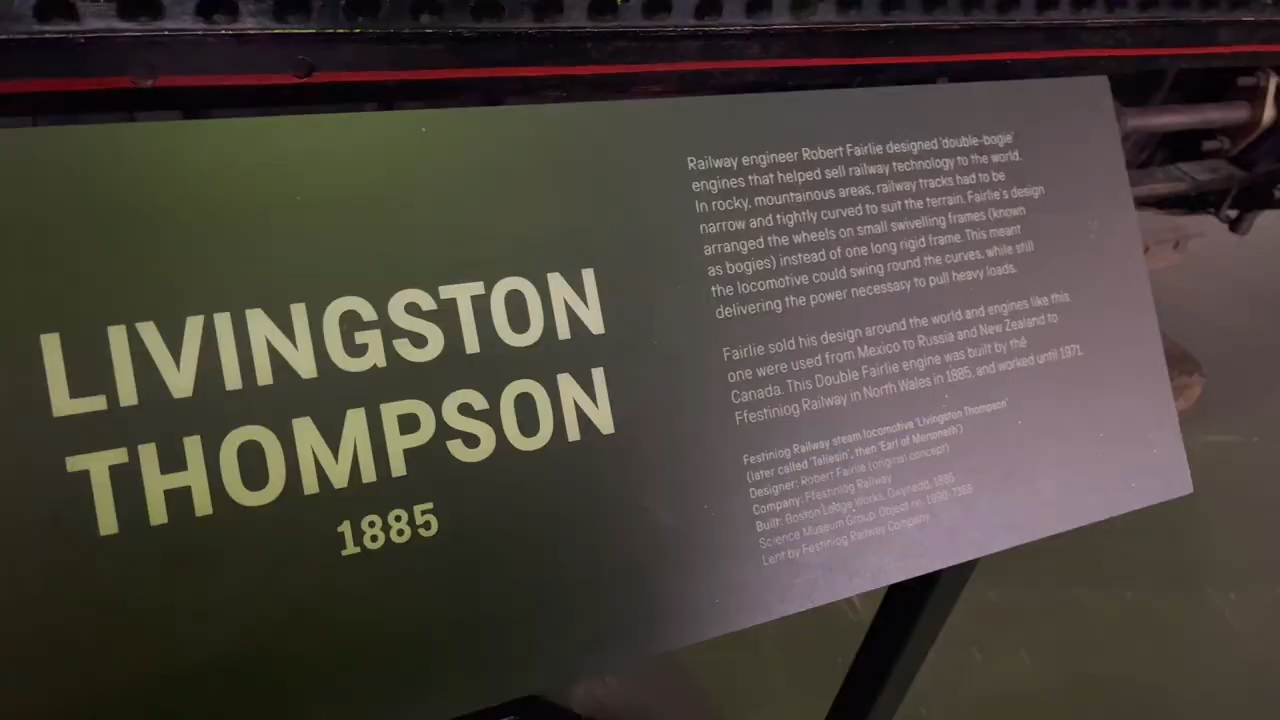 LIVINGSTON
THOMPSON
1885
Railway engineer Robert Fairlie designed 'double-bogie'
engines that helped sell railway technology to the world.
In rocky, mountainous areas, railway tracks had to be
narrow and tightly curved to suit the terrain. Fairlie's design
arranged the wheels on small swivelling frames (known
as bogies) instead of one long rigid frame. This meant
the locomotive could swing round the curves, while still
delivering the power necessary to pull heavy loads.
Fairlie sold his design around the world and engines like this
one were used from Mexico to Russia and New Zealand to
Canada. This Double Fairlie engine was built by the
Ffestiniog Railway in North Wales in 1885, and worked until 1971.
Festiniog Railway steam locomotive 'Livingston Thompson'
(later called 'Taliesin', then 'Earl of Merioneth')
Designer: Robert Fairlie (original concept)
Company: Ffestiniog Railway
Built: Boston Lodge Works, Gwynedd, 1885
Science Museum Group. Object no. 1990-7366
Lent by Festiniog Railway Company